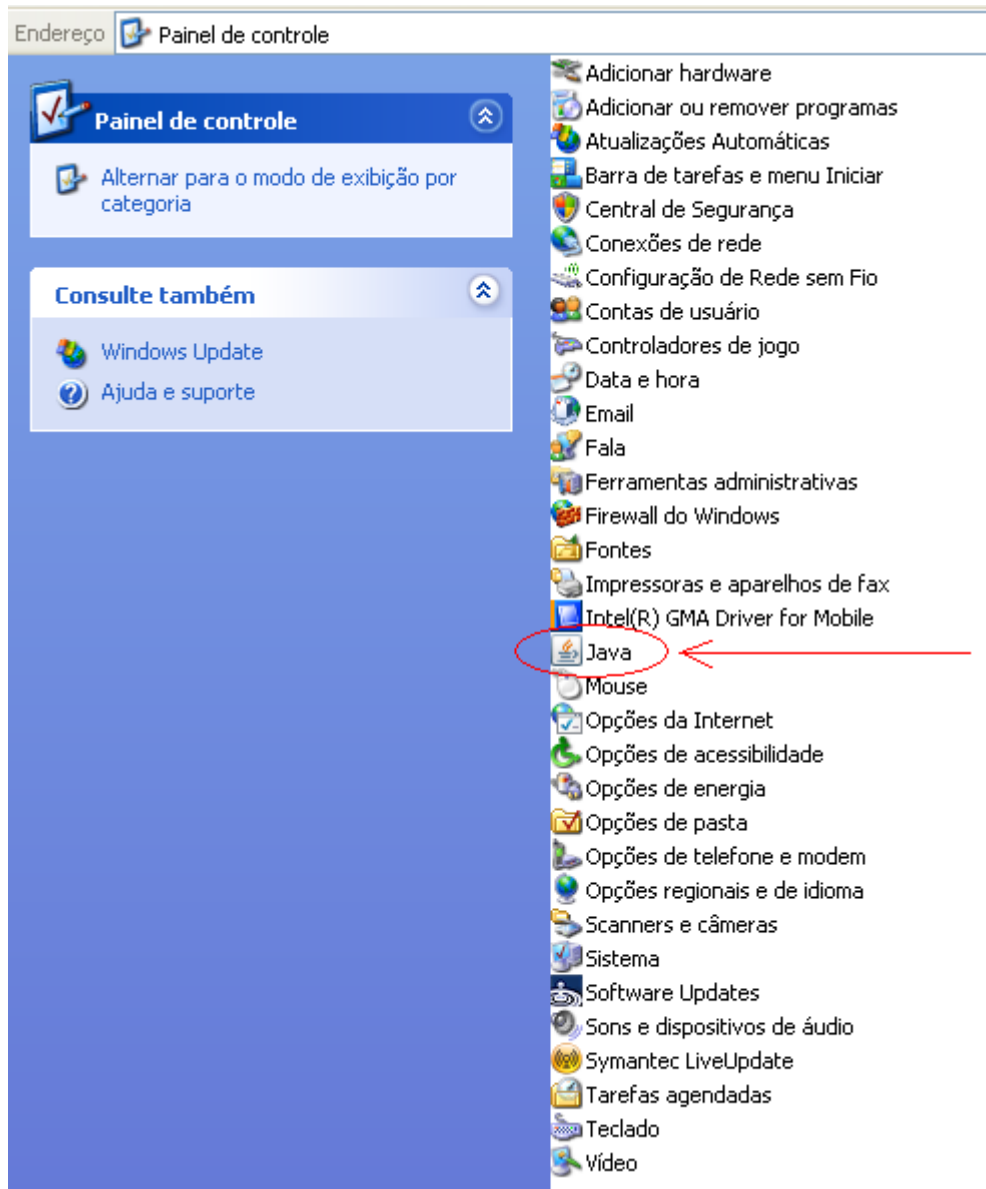 Endereço Painel de controle
Painel de controle
Alternar para o modo de exibição por
categoria
Consulte também
Windows Update
Ajuda e suporte
Adicionar hardware
Adicionar ou remover programas
Atualizações Automáticas
Barra de tarefas e menu Iniciar
Central de Segurança
Conexões de rede
Configuração de Rede sem Fio
Contas de usuário
Controladores de jogo
Data e hora
Email
Fala
Ferramentas administrativas
Firewall do Windows
Fontes
Impressoras e aparelhos de fax
Intel(R) GMA Driver for Mobile
Java
Mouse
Opções da Internet
Opções de acessibilidade
Opções de energia
Opções de pasta
Opções de telefone e modem
Opções regionais e de idioma
Scanners e câmeras
Sistema
Software Updates
Sons e dispositivos de áudio
Symantec LiveUpdate
Tarefas agendadas
Teclado
Vídeo